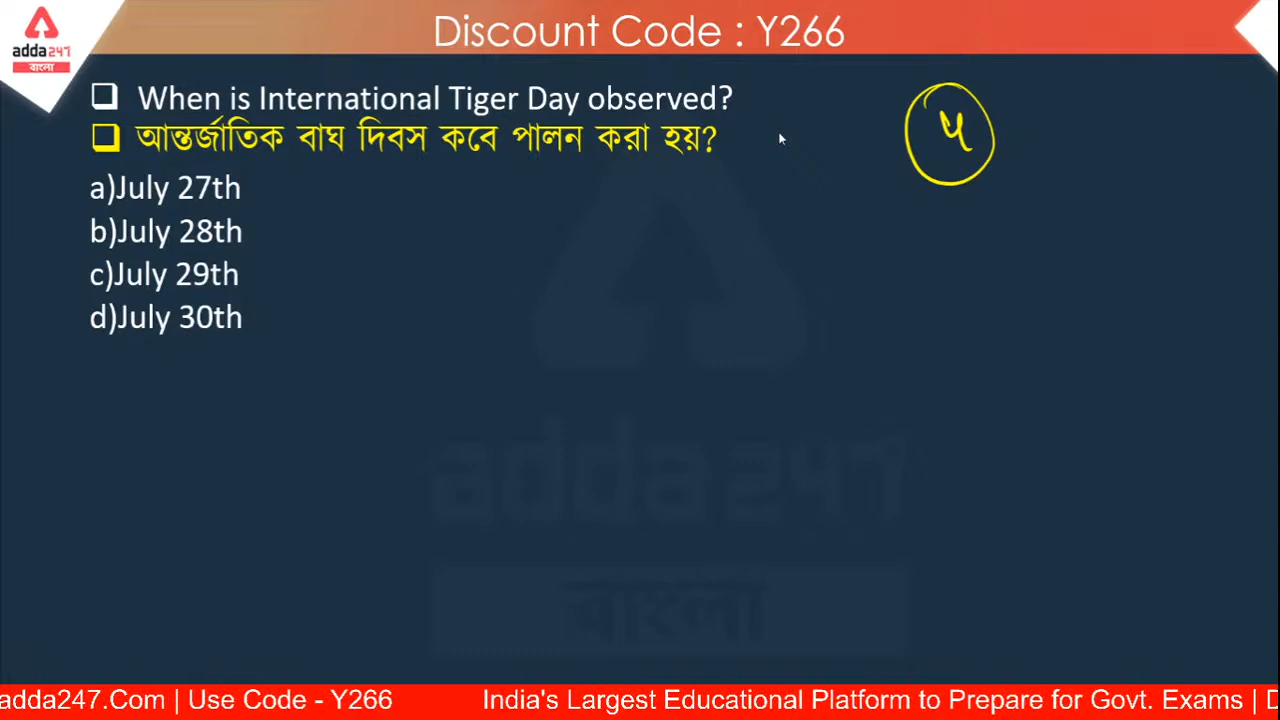 Discount Code : Y266
adda247
বাংলা
❑ When is International Tiger Day observed?
❑ আন্তর্জাতিক বাঘ দিবস কবে পালন করা হয়?
a)July 27th
b)July 28th
c)July 29th
d)July 30th
adda247
বাংলা
adda247.Com | Use Code - Y266 India's Largest Educational Platform to Prepare for Govt. Exams |